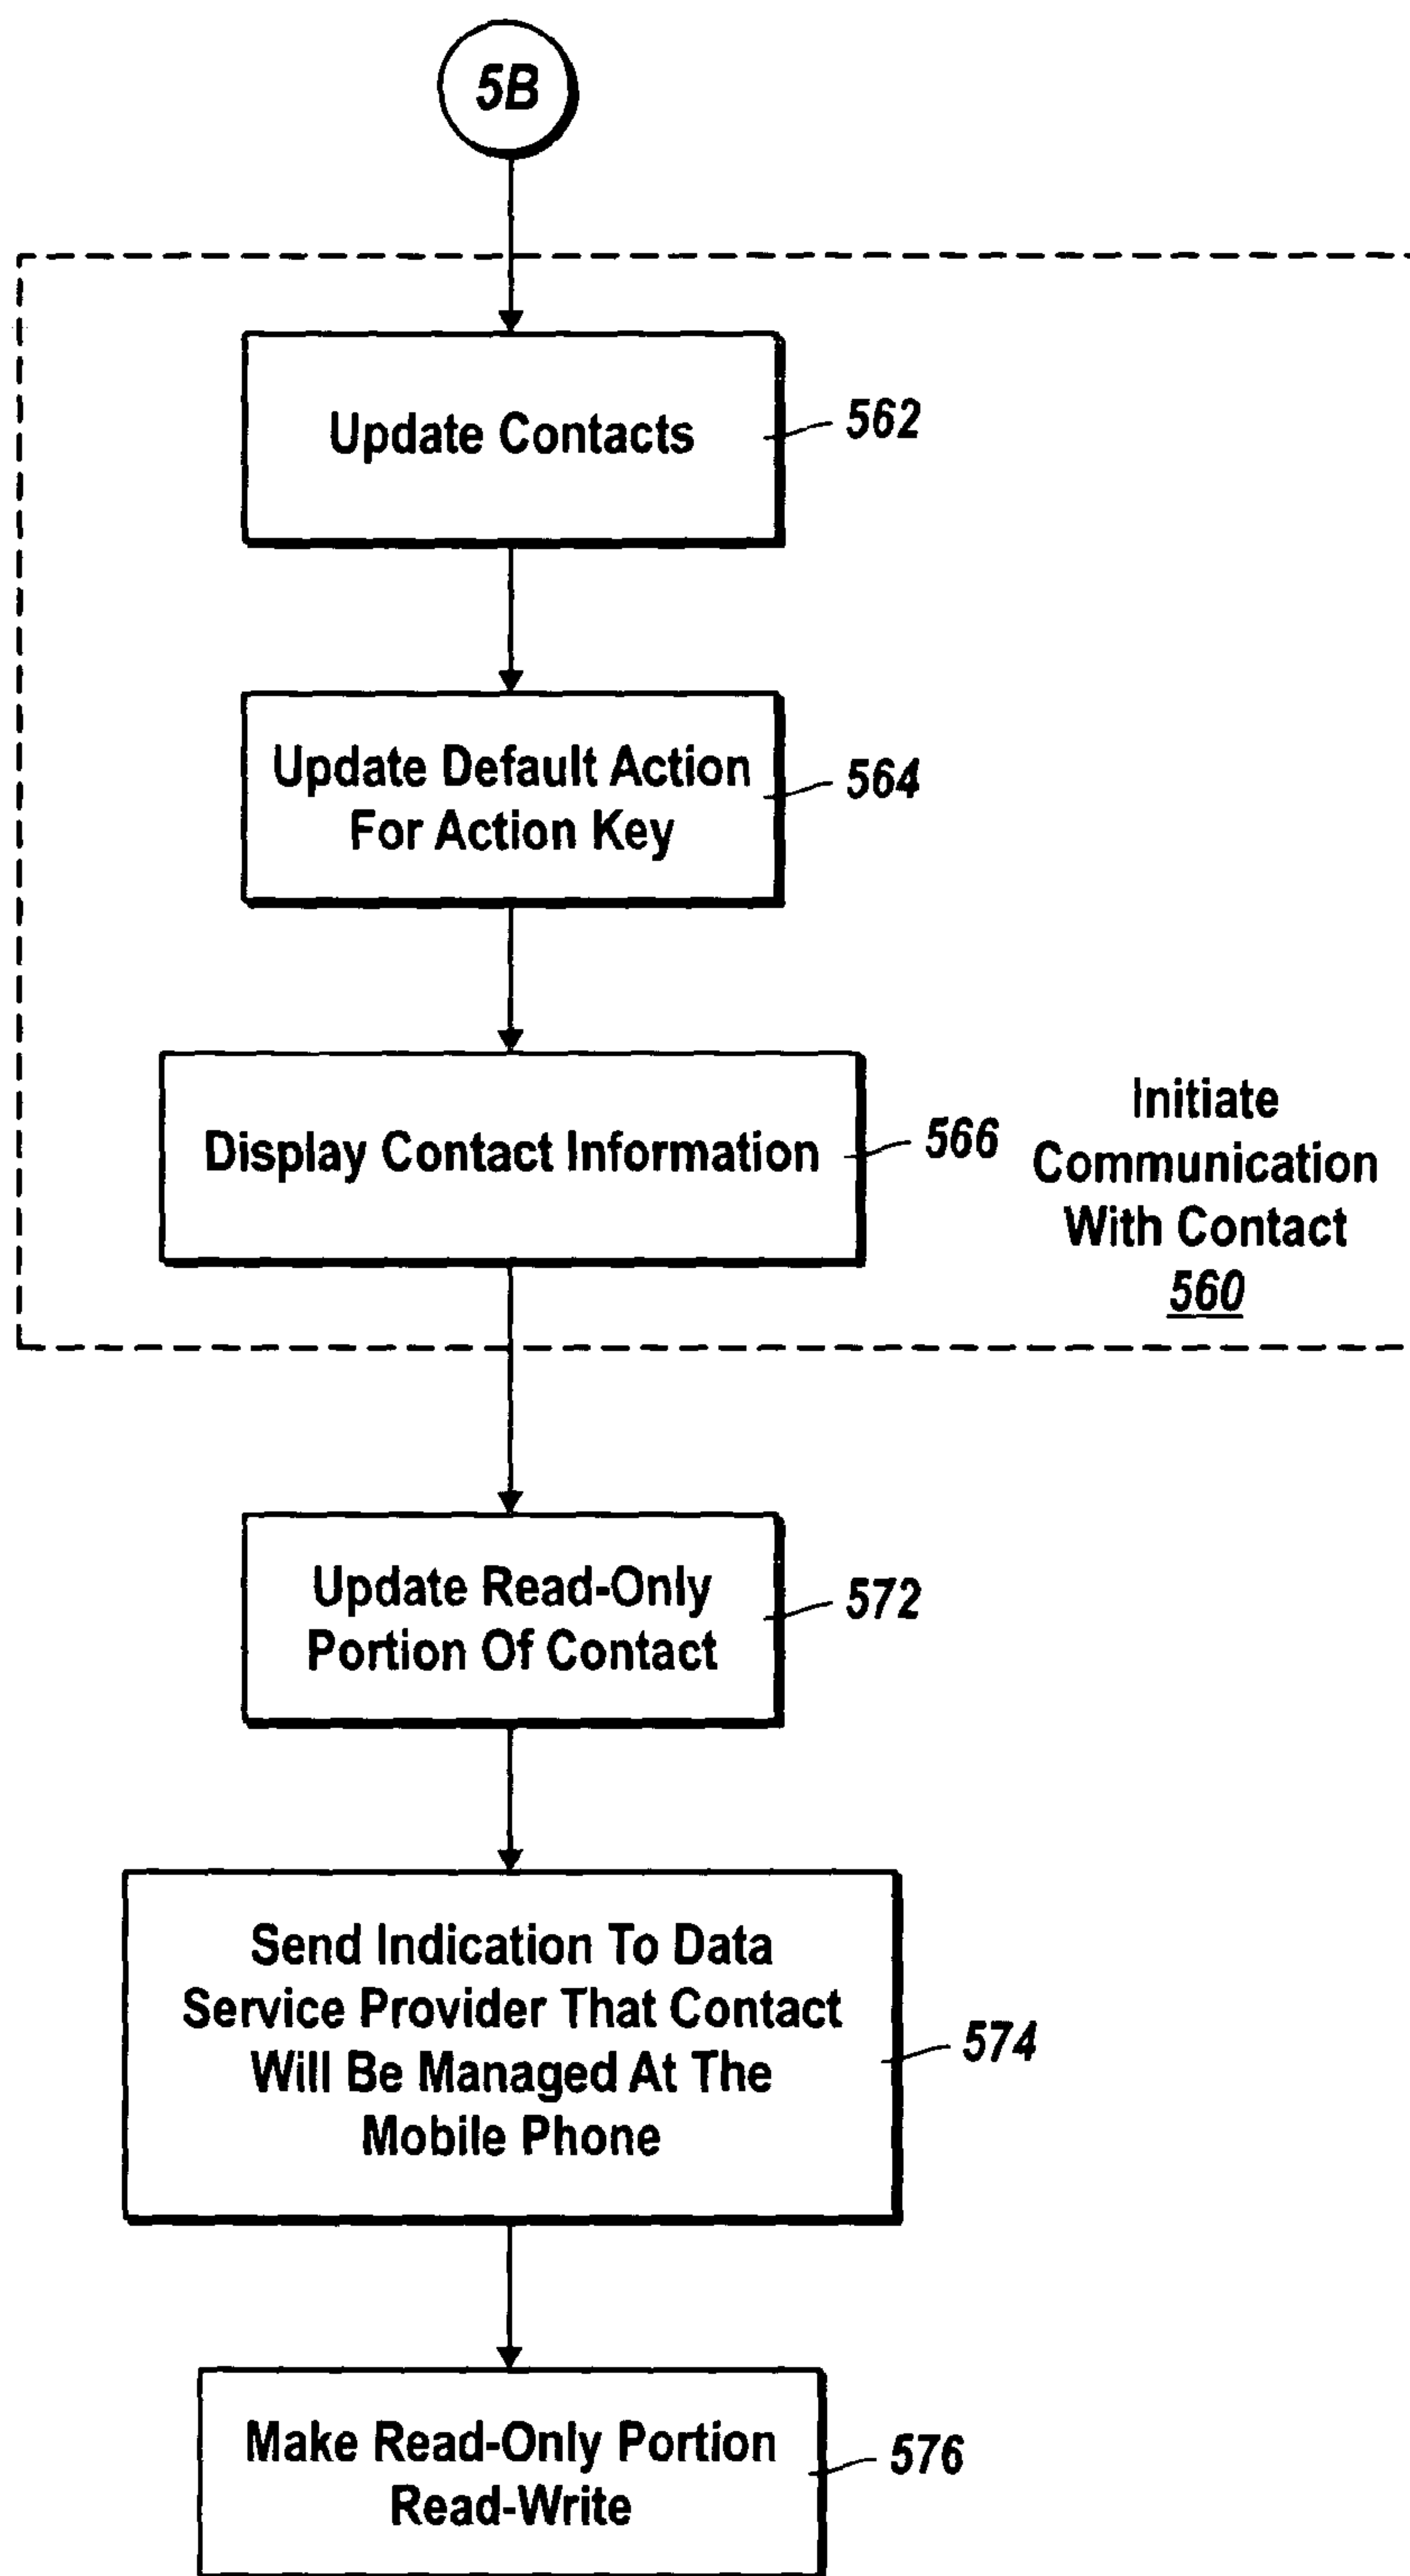 5B
Update Contacts
562
Update Default Action
For Action Key
564
Display Contact Information
566
Initiate
Communication
With Contact
560
Update Read-Only
Portion Of Contact
572
Send Indication To Data
Service Provider That Contact
Will Be Managed At The
Mobile Phone
574
Make Read-Only Portion
Read-Write
576